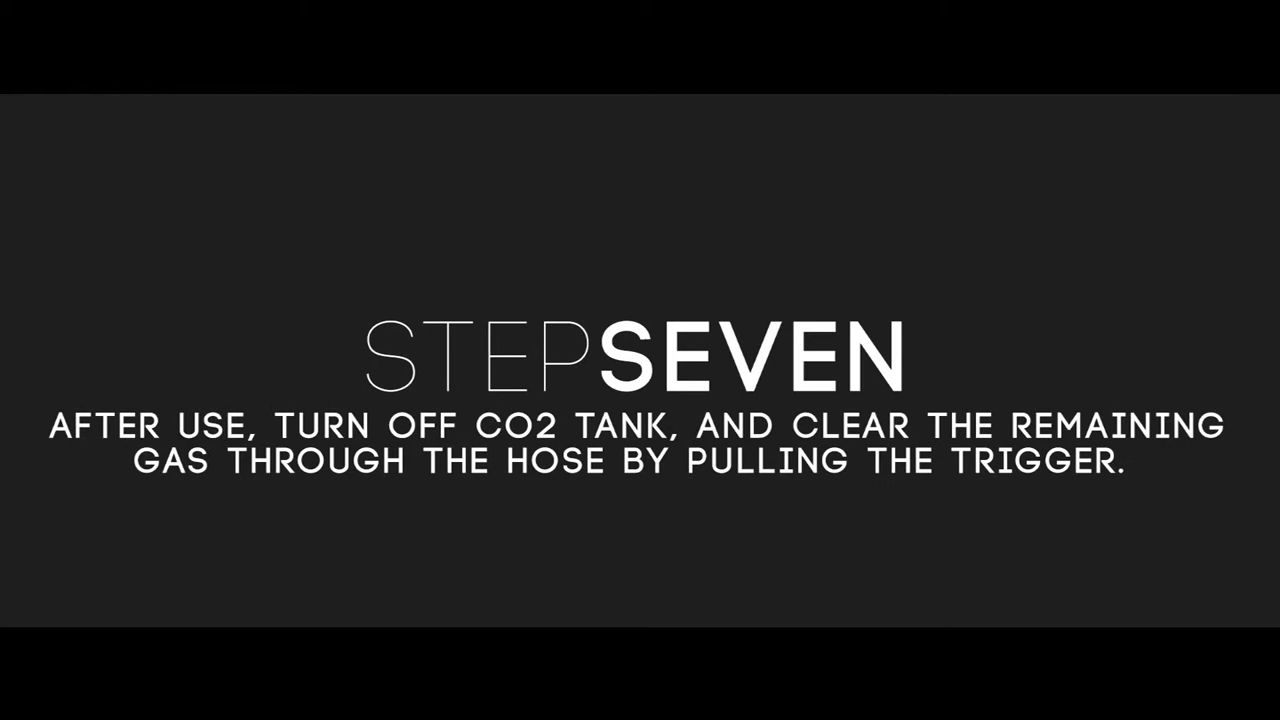 STEPSEVEN
AFTER USE, TURN OFF CO2 TANK, AND CLEAR THE REMAINING
GAS THROUGH THE HOSE BY PULLING THE TRIGGER.